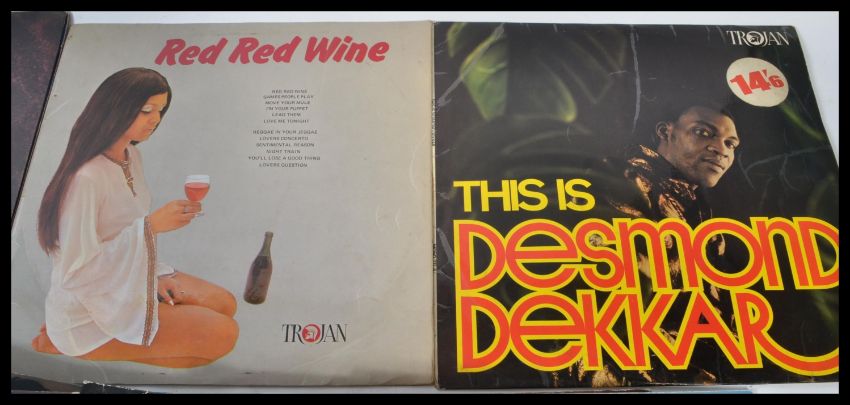 Red Red Wine
RED RED WINE
GAMES PEOPLE PLAY
MOVE YOUR MULE
I'M YOUR PUPPET
LEAD THEM
LOVE ME TONIGHT
REGGAE IN YOUR JEGGAE
LOVERS CONCERTO
SENTIMENTAL REASON
NIGHT TRAIN
YOU'LL LOSE A GOOD THING
LOVERS QUESTION
TROJAN
TROJAN
14'6
THIS IS
DESMOND
DEKKAR